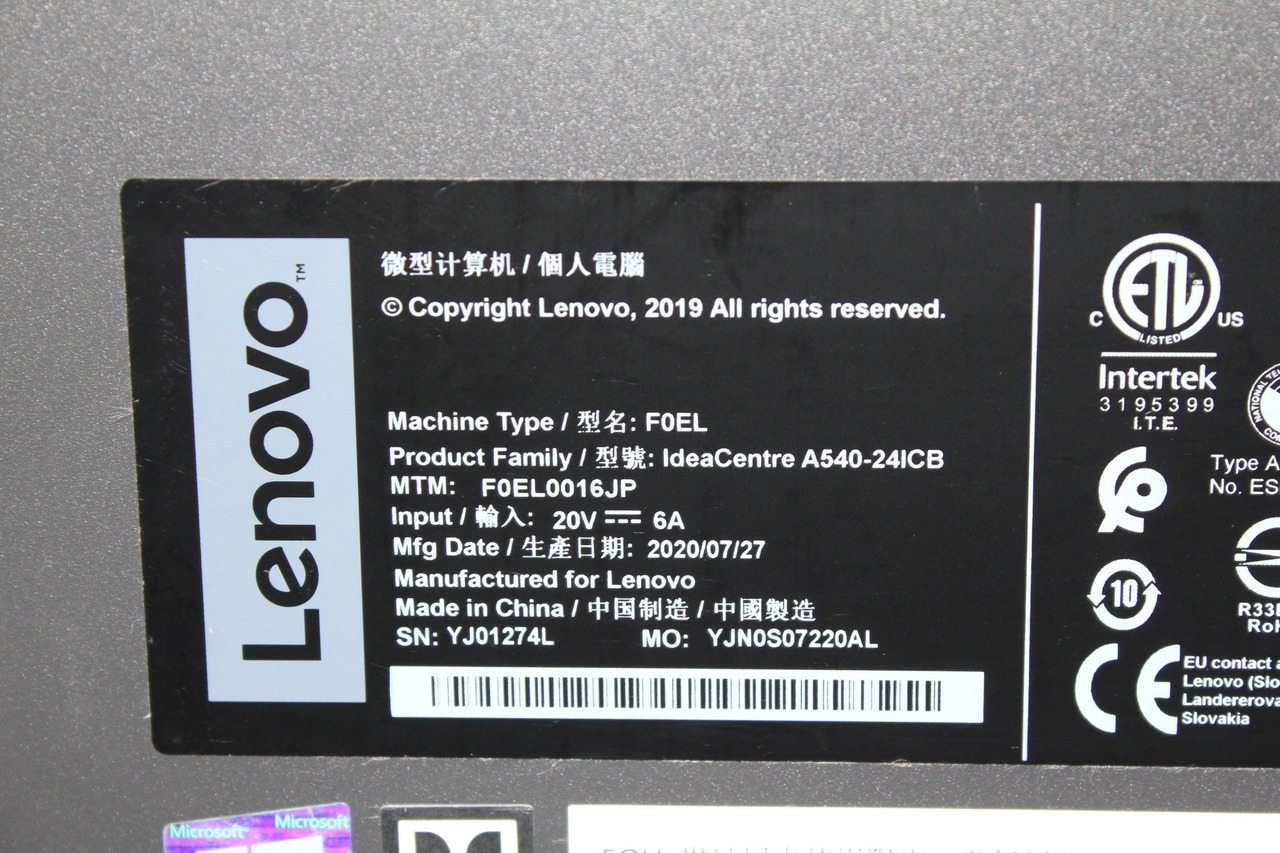 Lenovo™
微型计算机 / 個人電腦
© Copyright Lenovo, 2019 All rights reserved.
Machine Type / 型名: F0EL
Product Family / 型號: IdeaCentre A540-24ICB
MTM: F0EL0016JP
Input / 輸入: 20V 6A
Mfg Date / 生產日期: 2020/07/27
Manufactured for Lenovo
Made in China / 中国制造 / 中國製造
SN: YJ01274L MO: YJN0S07220AL
ETL
C US
LISTED
Intertek
3195399
I.T.E.
Type A
No. ES
10
EU contact
Lenovo (Slo
Landererova
Slovakia
Microsoft Microsoft